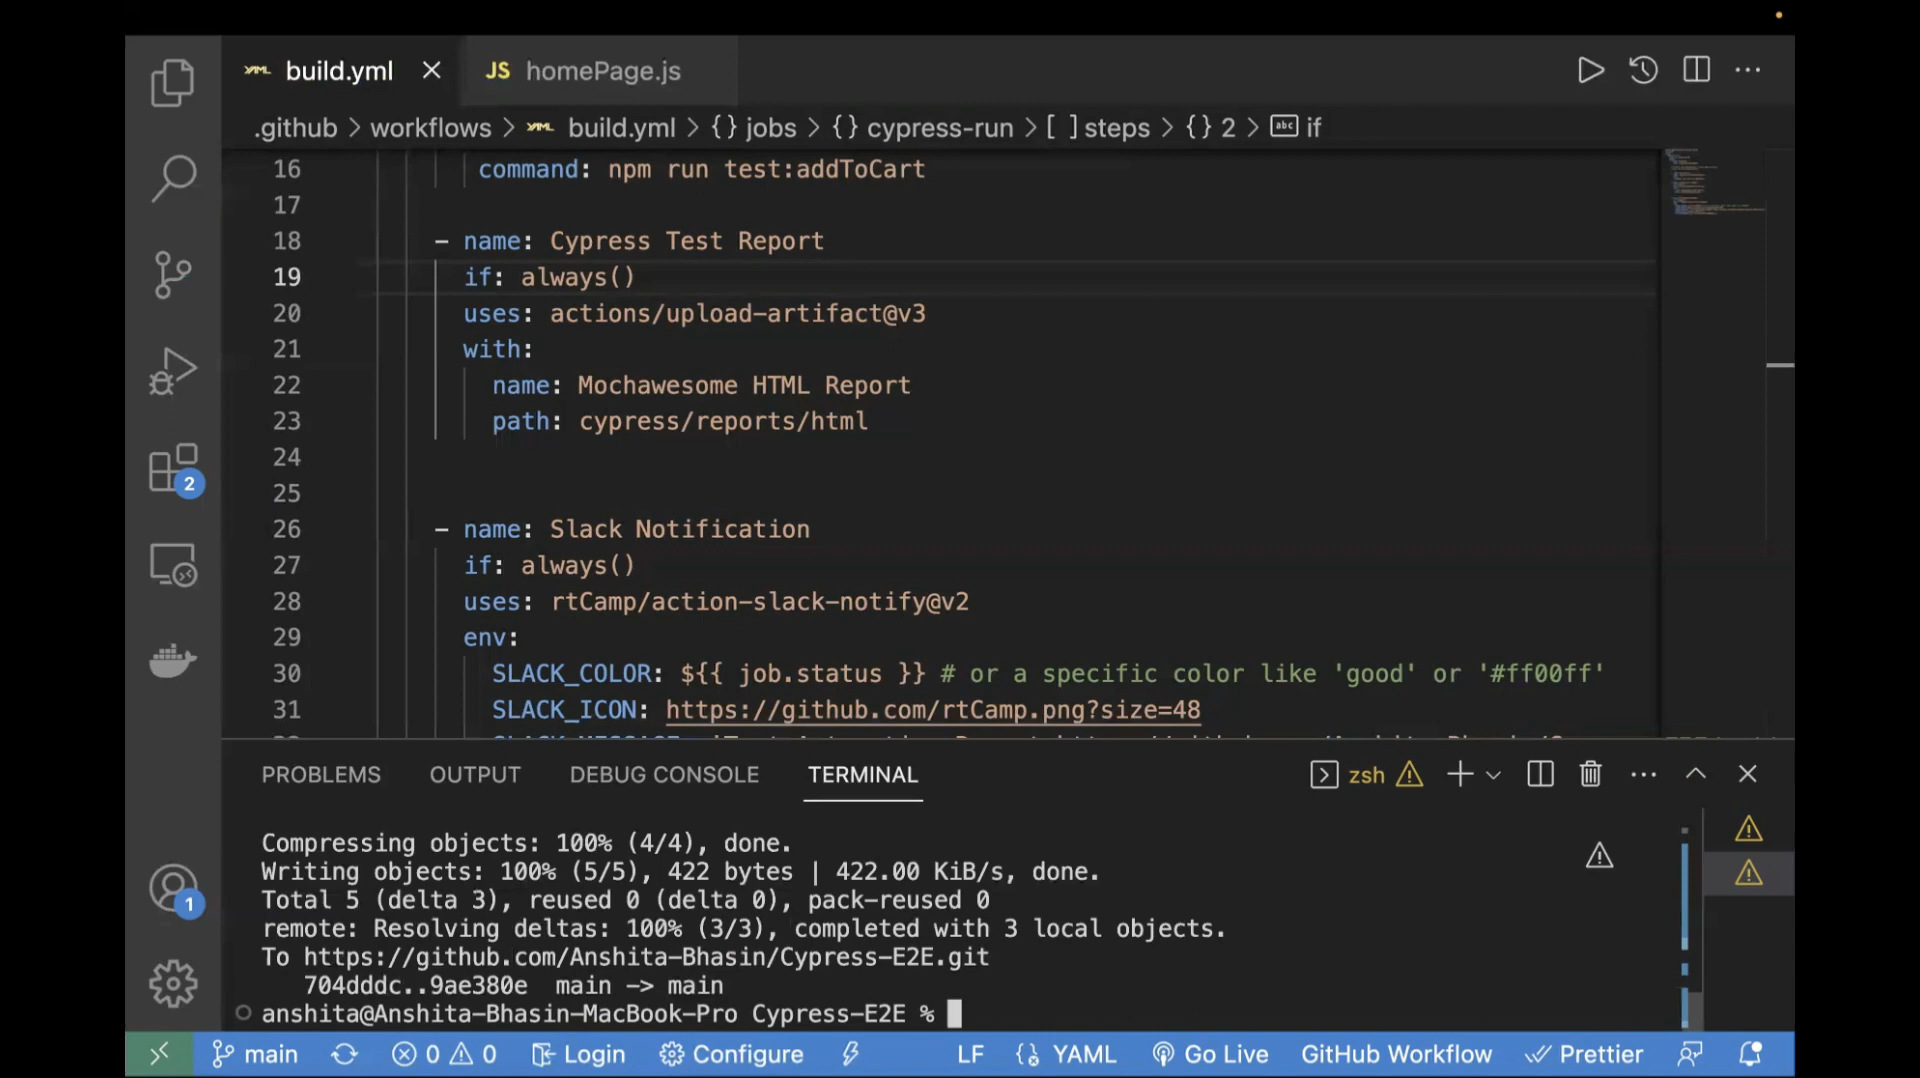 build.yml
JS homePage.js
.github > workflows > build.yml > {} jobs > {} cypress-run > [ ] steps > {} 2 > abc if
16 command: npm run test:addToCart
17
18 - name: Cypress Test Report
19 if: always()
20 uses: actions/upload-artifact@v3
21 with:
22 name: Mochawesome HTML Report
23 path: cypress/reports/html
24
25
26 - name: Slack Notification
27 if: always()
28 uses: rtCamp/action-slack-notify@v2
29 env:
30 SLACK_COLOR: ${{ job.status }} # or a specific color like 'good' or '#ff00ff'
31 SLACK_ICON: https://github.com/rtCamp.png?size=48
2
1
PROBLEMS OUTPUT DEBUG CONSOLE TERMINAL
zsh
Compressing objects: 100% (4/4), done.
Writing objects: 100% (5/5), 422 bytes | 422.00 KiB/s, done.
Total 5 (delta 3), reused 0 (delta 0), pack-reused 0
remote: Resolving deltas: 100% (3/3), completed with 3 local objects.
To https://github.com/Anshita-Bhasin/Cypress-E2E.git
704dddc..9ae380e main -> main
anshita@Anshita-Bhasin-MacBook-Pro Cypress-E2E %
main 0 0 Login Configure LF YAML Go Live GitHub Workflow Prettier